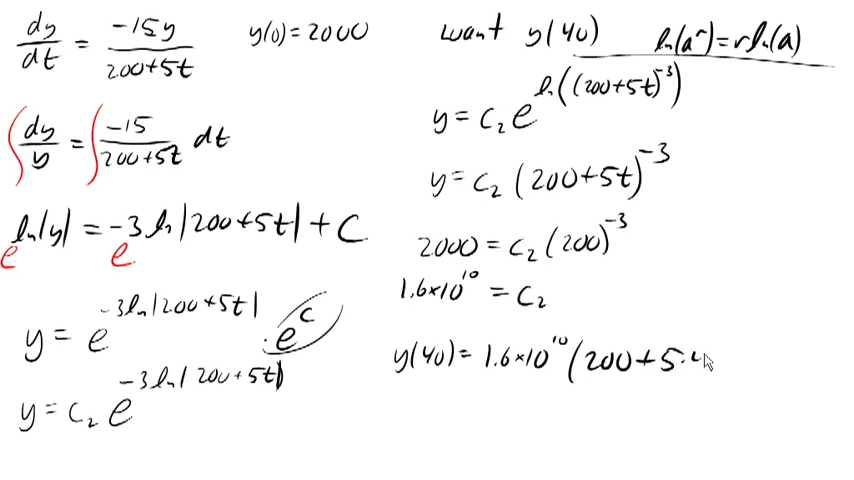 dy/dt = -15y/200+5t y(0)=2000
∫ dy/y = ∫ -15/200+5t dt
ln|y| = -3 ln|200+5t| + C
e e
y = e^-3ln|200+5t| · e^C
y = C₂ e^-3ln|200+5t|
want y(40) ln(a^r)=rln(a)
y = C₂ e^ln((200+5t)^-3)
y = C₂ (200+5t)^-3
2000 = C₂ (200)^-3
1.6×10^10 = C₂
y(40) = 1.6×10^10 (200+5·4